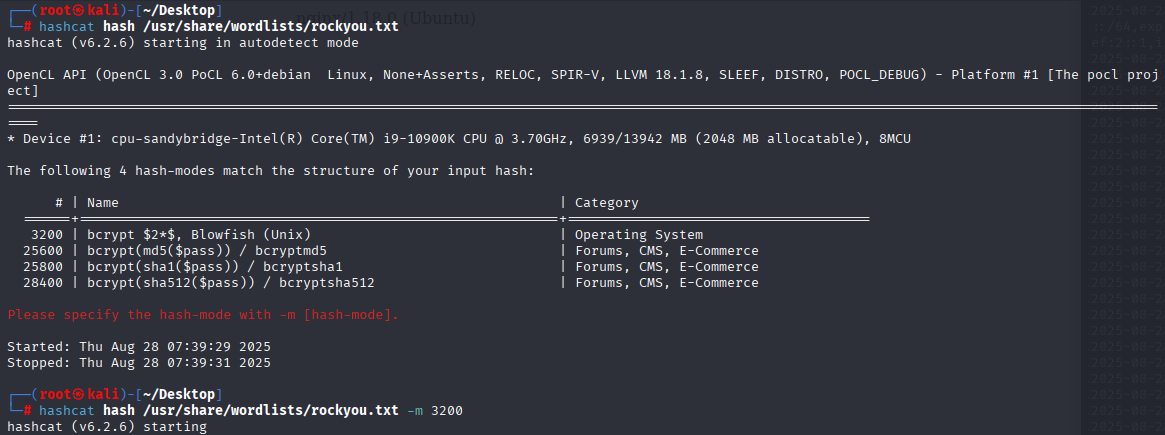 nginx/1.18.0 (Ubuntu)
┌──(root㉿kali)-[~/Desktop]
└─# hashcat hash /usr/share/wordlists/rockyou.txt
hashcat (v6.2.6) starting in autodetect mode
OpenCL API (OpenCL 3.0 PoCL 6.0+debian  Linux, None+Asserts, RELOC, SPIR-V, LLVM 18.1.8, SLEEF, DISTRO, POCL_DEBUG) - Platform #1 [The pocl proj
ect]
================================================================================================================================================
====
* Device #1: cpu-sandybridge-Intel(R) Core(TM) i9-10900K CPU @ 3.70GHz, 6939/13942 MB (2048 MB allocatable), 8MCU
The following 4 hash-modes match the structure of your input hash:
      # | Name                                                       | Category
  ======+============================================================+======================================
   3200 | bcrypt $2*$, Blowfish (Unix)                               | Operating System
  25600 | bcrypt(md5($pass)) / bcryptmd5                             | Forums, CMS, E-Commerce
  25800 | bcrypt(sha1($pass)) / bcryptsha1                           | Forums, CMS, E-Commerce
  28400 | bcrypt(sha512($pass)) / bcryptsha512                       | Forums, CMS, E-Commerce
Please specify the hash-mode with -m [hash-mode].
Started: Thu Aug 28 07:39:29 2025
Stopped: Thu Aug 28 07:39:31 2025
┌──(root㉿kali)-[~/Desktop]
└─# hashcat hash /usr/share/wordlists/rockyou.txt -m 3200
hashcat (v6.2.6) starting